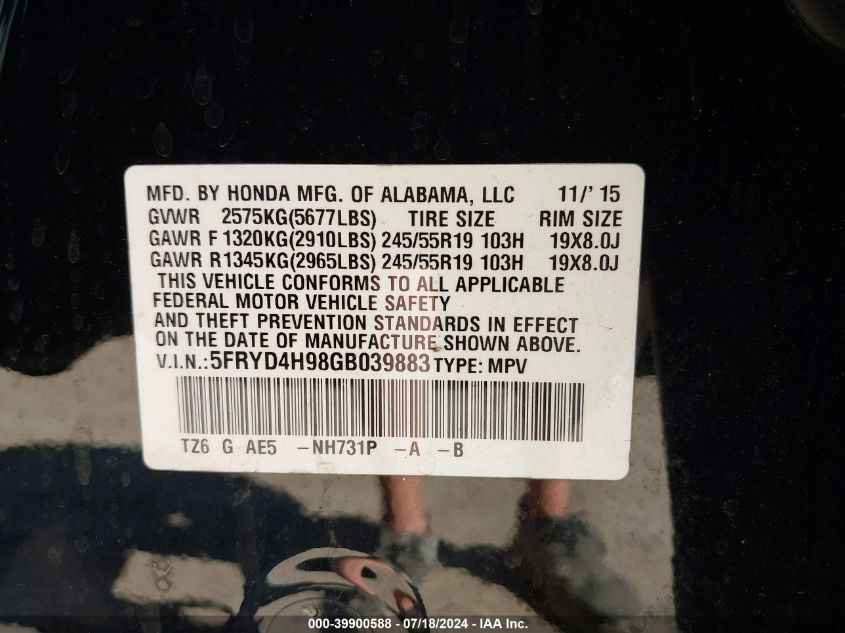 MFD. BY HONDA MFG. OF ALABAMA, LLC 11/' 15
GVWR 2575KG(5677LBS) TIRE SIZE RIM SIZE
GAWR F 1320KG(2910LBS) 245/55R19 103H 19X8.0J
GAWR R1345KG(2965LBS) 245/55R19 103H 19X8.0J
THIS VEHICLE CONFORMS TO ALL APPLICABLE
FEDERAL MOTOR VEHICLE SAFETY
AND THEFT PREVENTION STANDARDS IN EFFECT
ON THE DATE OF MANUFACTURE SHOWN ABOVE.
V.I.N.:5FRYD4H98GB039883 TYPE: MPV
TZ6 G AE5 –NH731P –A –B
000-39900588 - 07/18/2024 - IAA Inc.